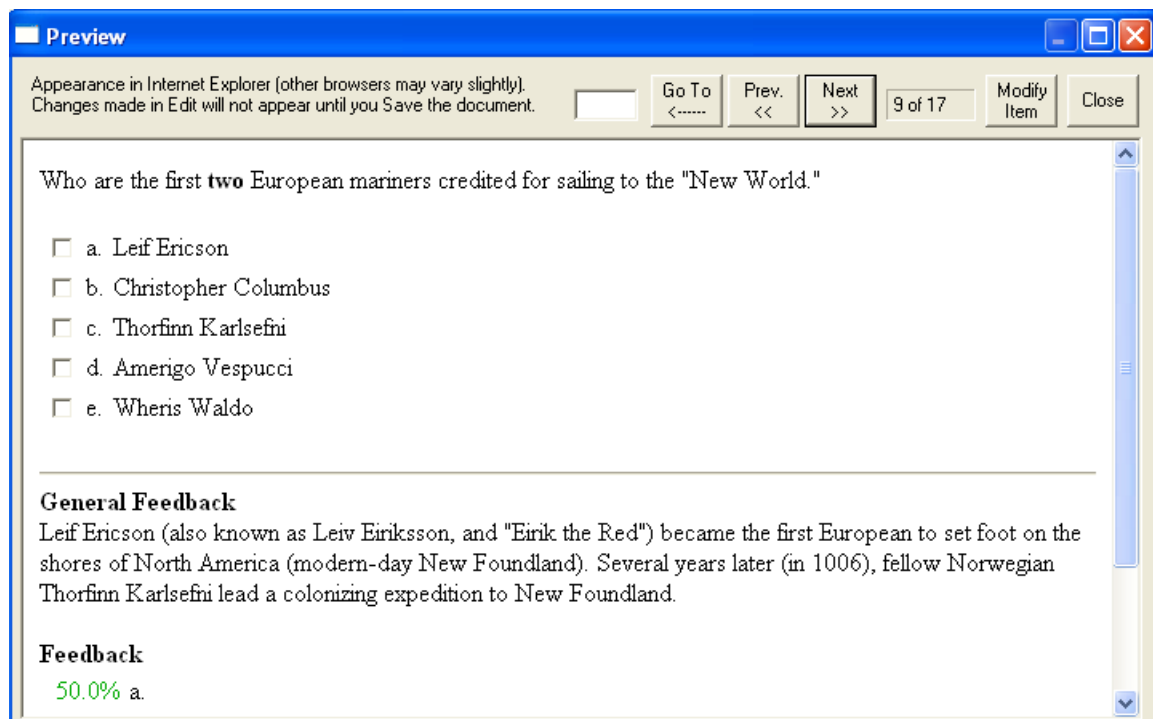 Preview
Appearance in Internet Explorer (other browsers may vary slightly).
Changes made in Edit will not appear until you Save the document.
Go To
<------
Prev.
<<
Next
>>
9 of 17
Modify
Item
Close
Who are the first two European mariners credited for sailing to the "New World."
a. Leif Ericson
b. Christopher Columbus
c. Thorfinn Karlsefni
d. Amerigo Vespucci
e. Wheris Waldo
General Feedback
Leif Ericson (also known as Leiv Eiriksson, and "Eirik the Red") became the first European to set foot on the
shores of North America (modern-day New Foundland). Several years later (in 1006), fellow Norwegian
Thorfinn Karlsefni lead a colonizing expedition to New Foundland.
Feedback
50.0% a.